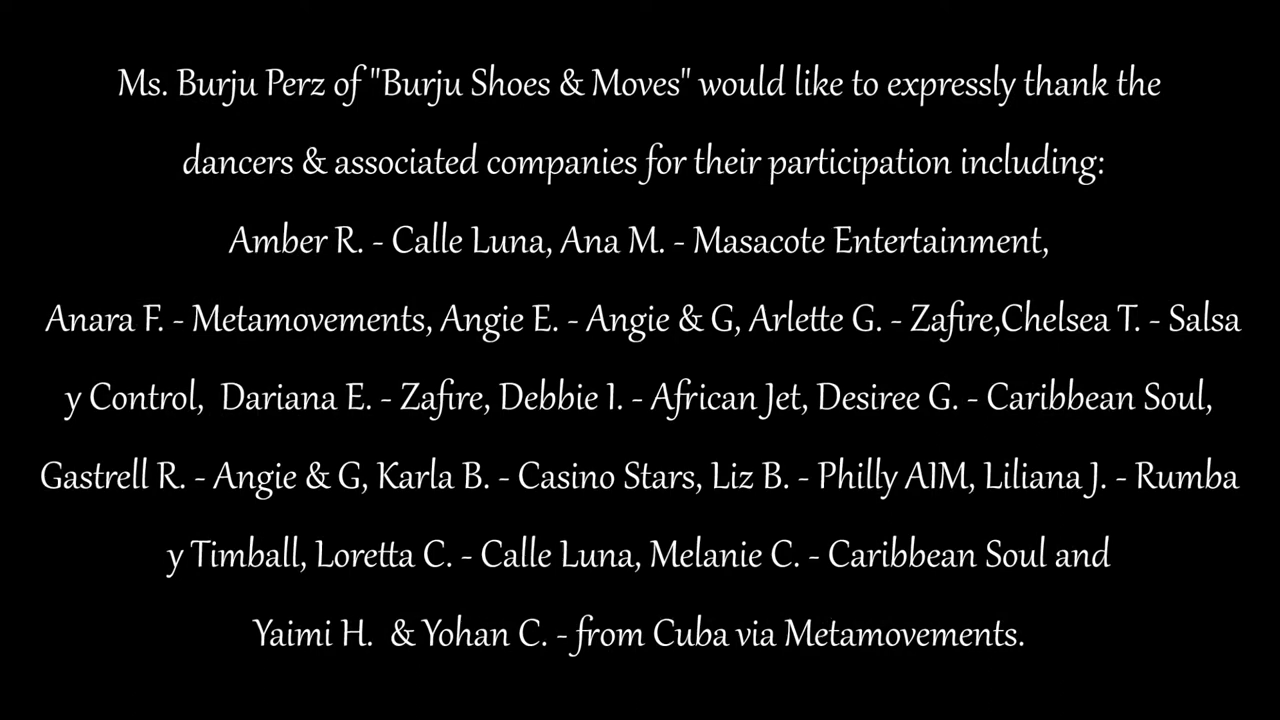 Ms. Burju Perz of "Burju Shoes & Moves" would like to expressly thank the
dancers & associated companies for their participation including:
Amber R. - Calle Luna, Ana M. - Masacote Entertainment,
Anara F. - Metamovements, Angie E. - Angie & G, Arlette G. - Zafire,Chelsea T. - Salsa
y Control,  Dariana E. - Zafire, Debbie I. - African Jet, Desiree G. - Caribbean Soul,
Gastrell R. - Angie & G, Karla B. - Casino Stars, Liz B. - Philly AIM, Liliana J. - Rumba
y Timball, Loretta C. - Calle Luna, Melanie C. - Caribbean Soul and
Yaimi H.  & Yohan C. - from Cuba via Metamovements.